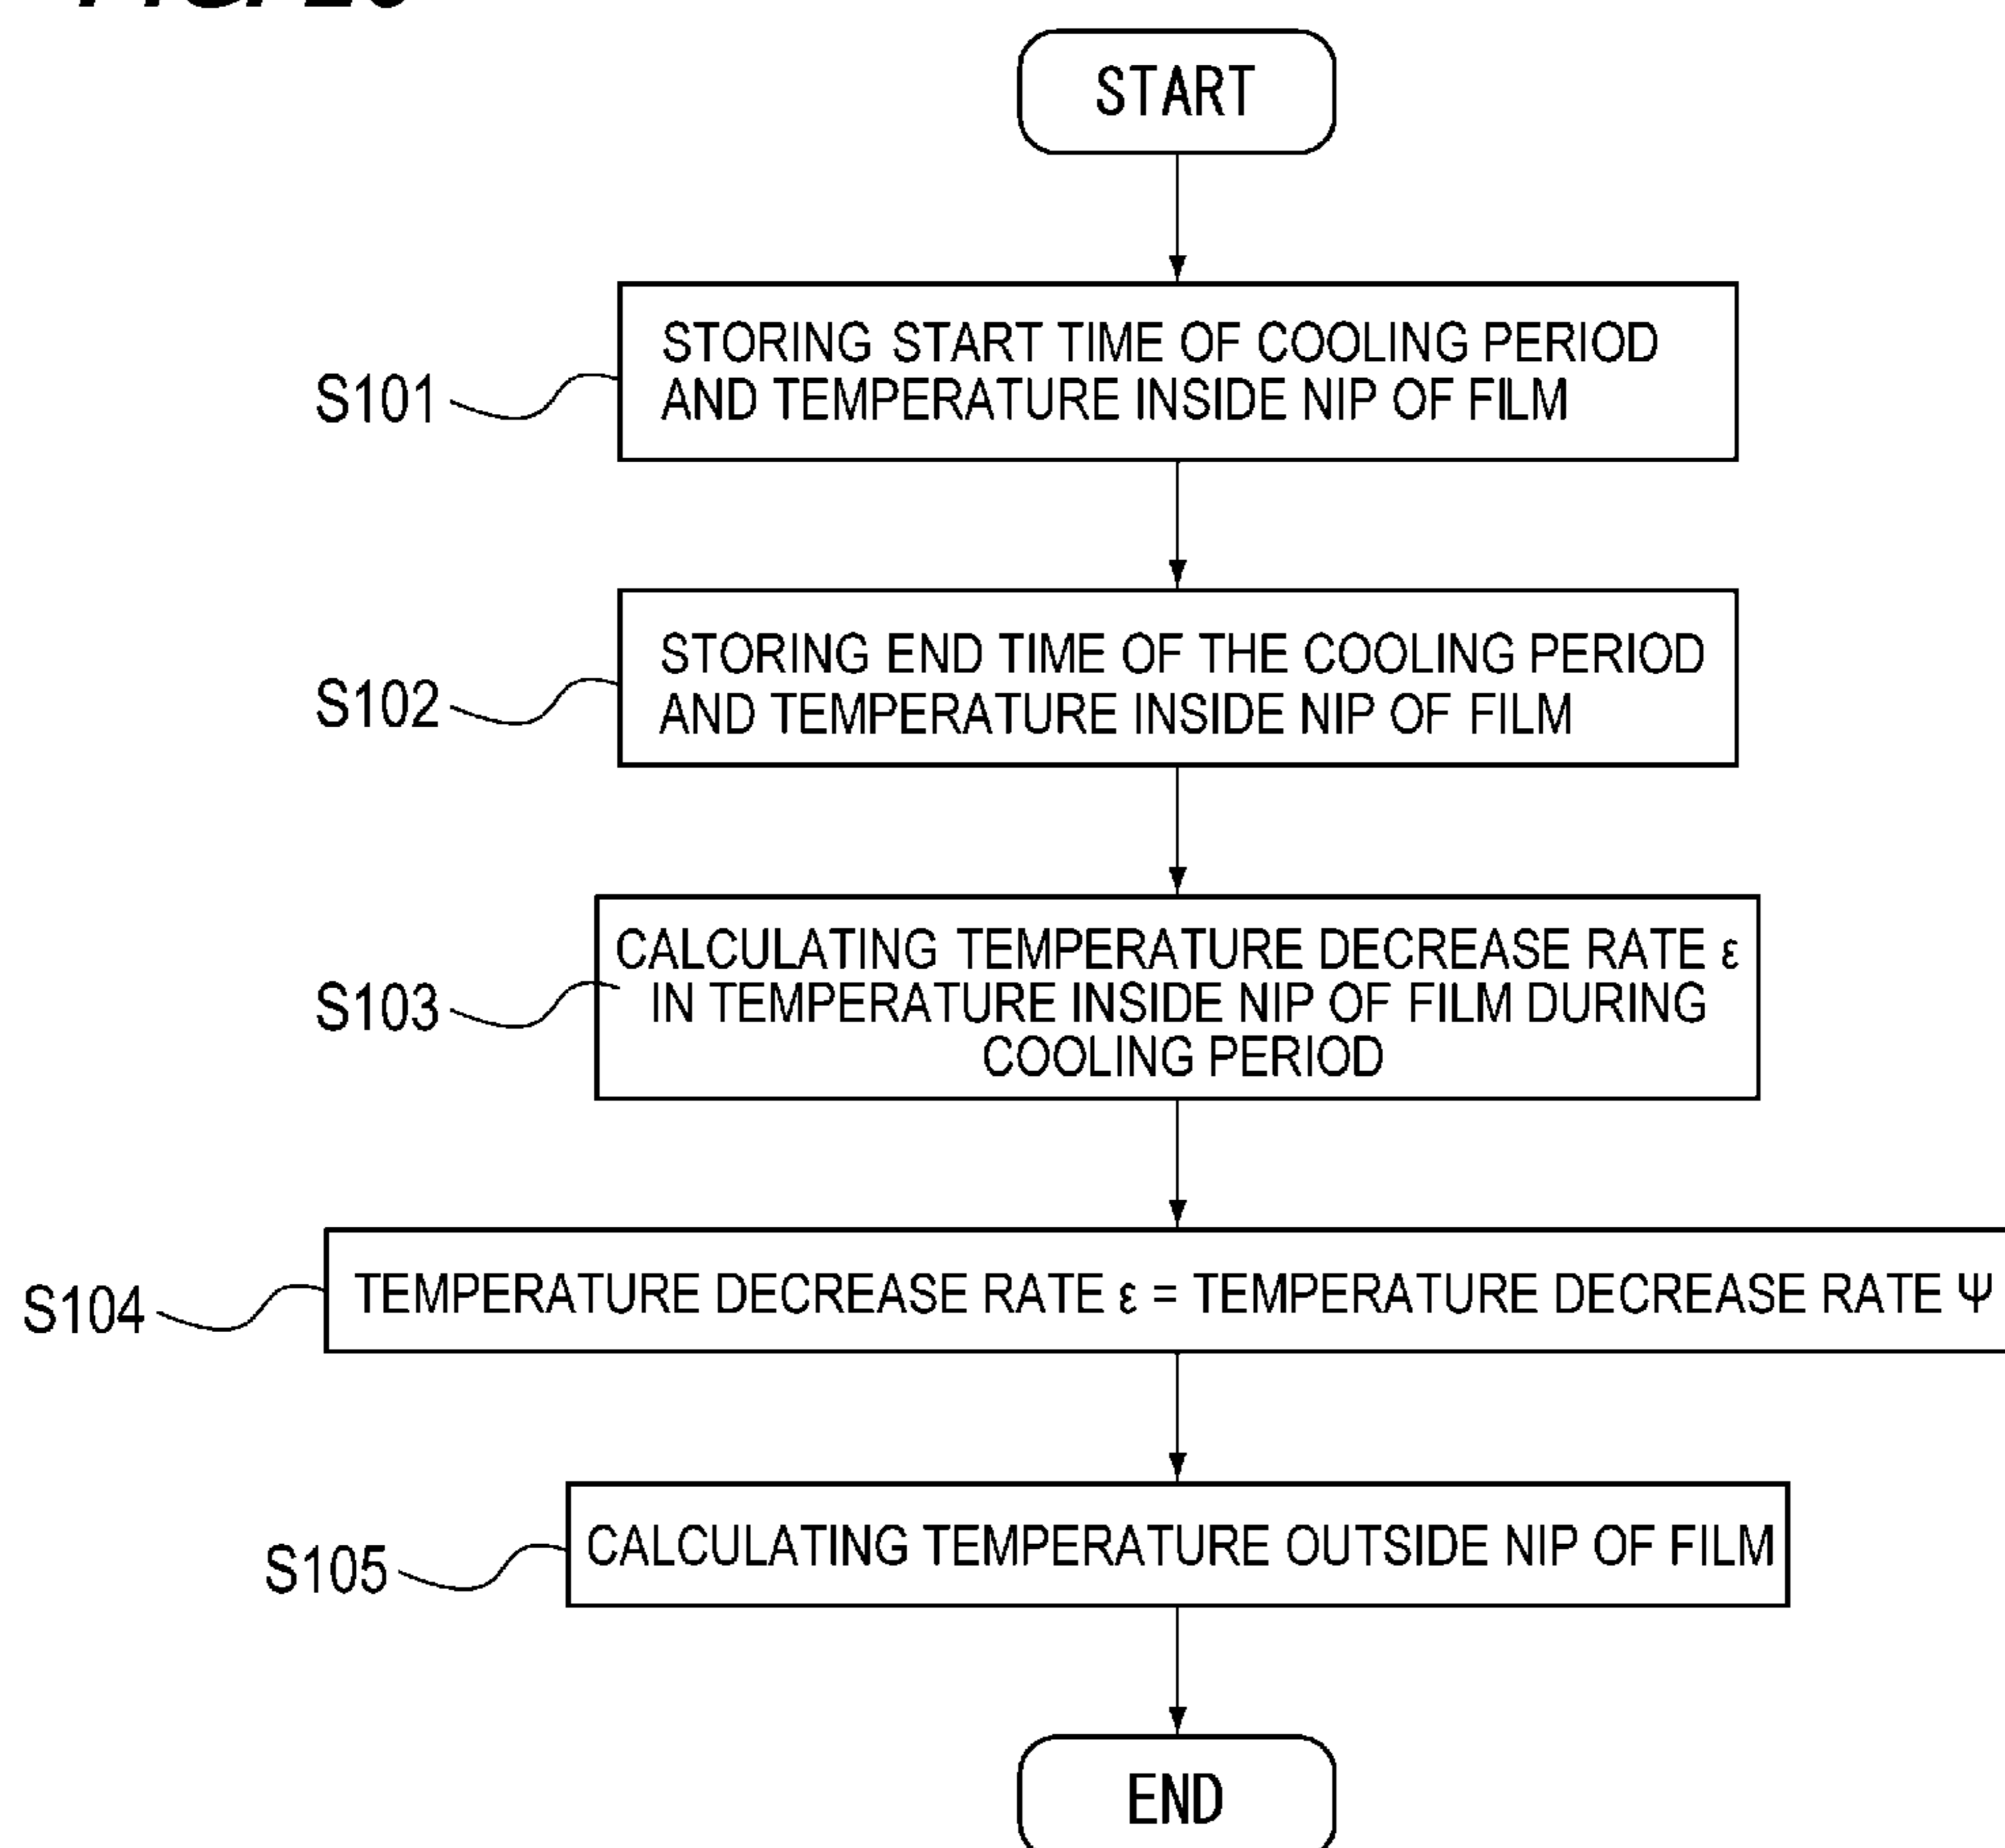 START
S101
STORING START TIME OF COOLING PERIOD
AND TEMPERATURE INSIDE NIP OF FILM
S102
STORING END TIME OF THE COOLING PERIOD
AND TEMPERATURE INSIDE NIP OF FILM
S103
CALCULATING TEMPERATURE DECREASE RATE ε
IN TEMPERATURE INSIDE NIP OF FILM DURING
COOLING PERIOD
S104
TEMPERATURE DECREASE RATE ε = TEMPERATURE DECREASE RATE Ψ
S105
CALCULATING TEMPERATURE OUTSIDE NIP OF FILM
END